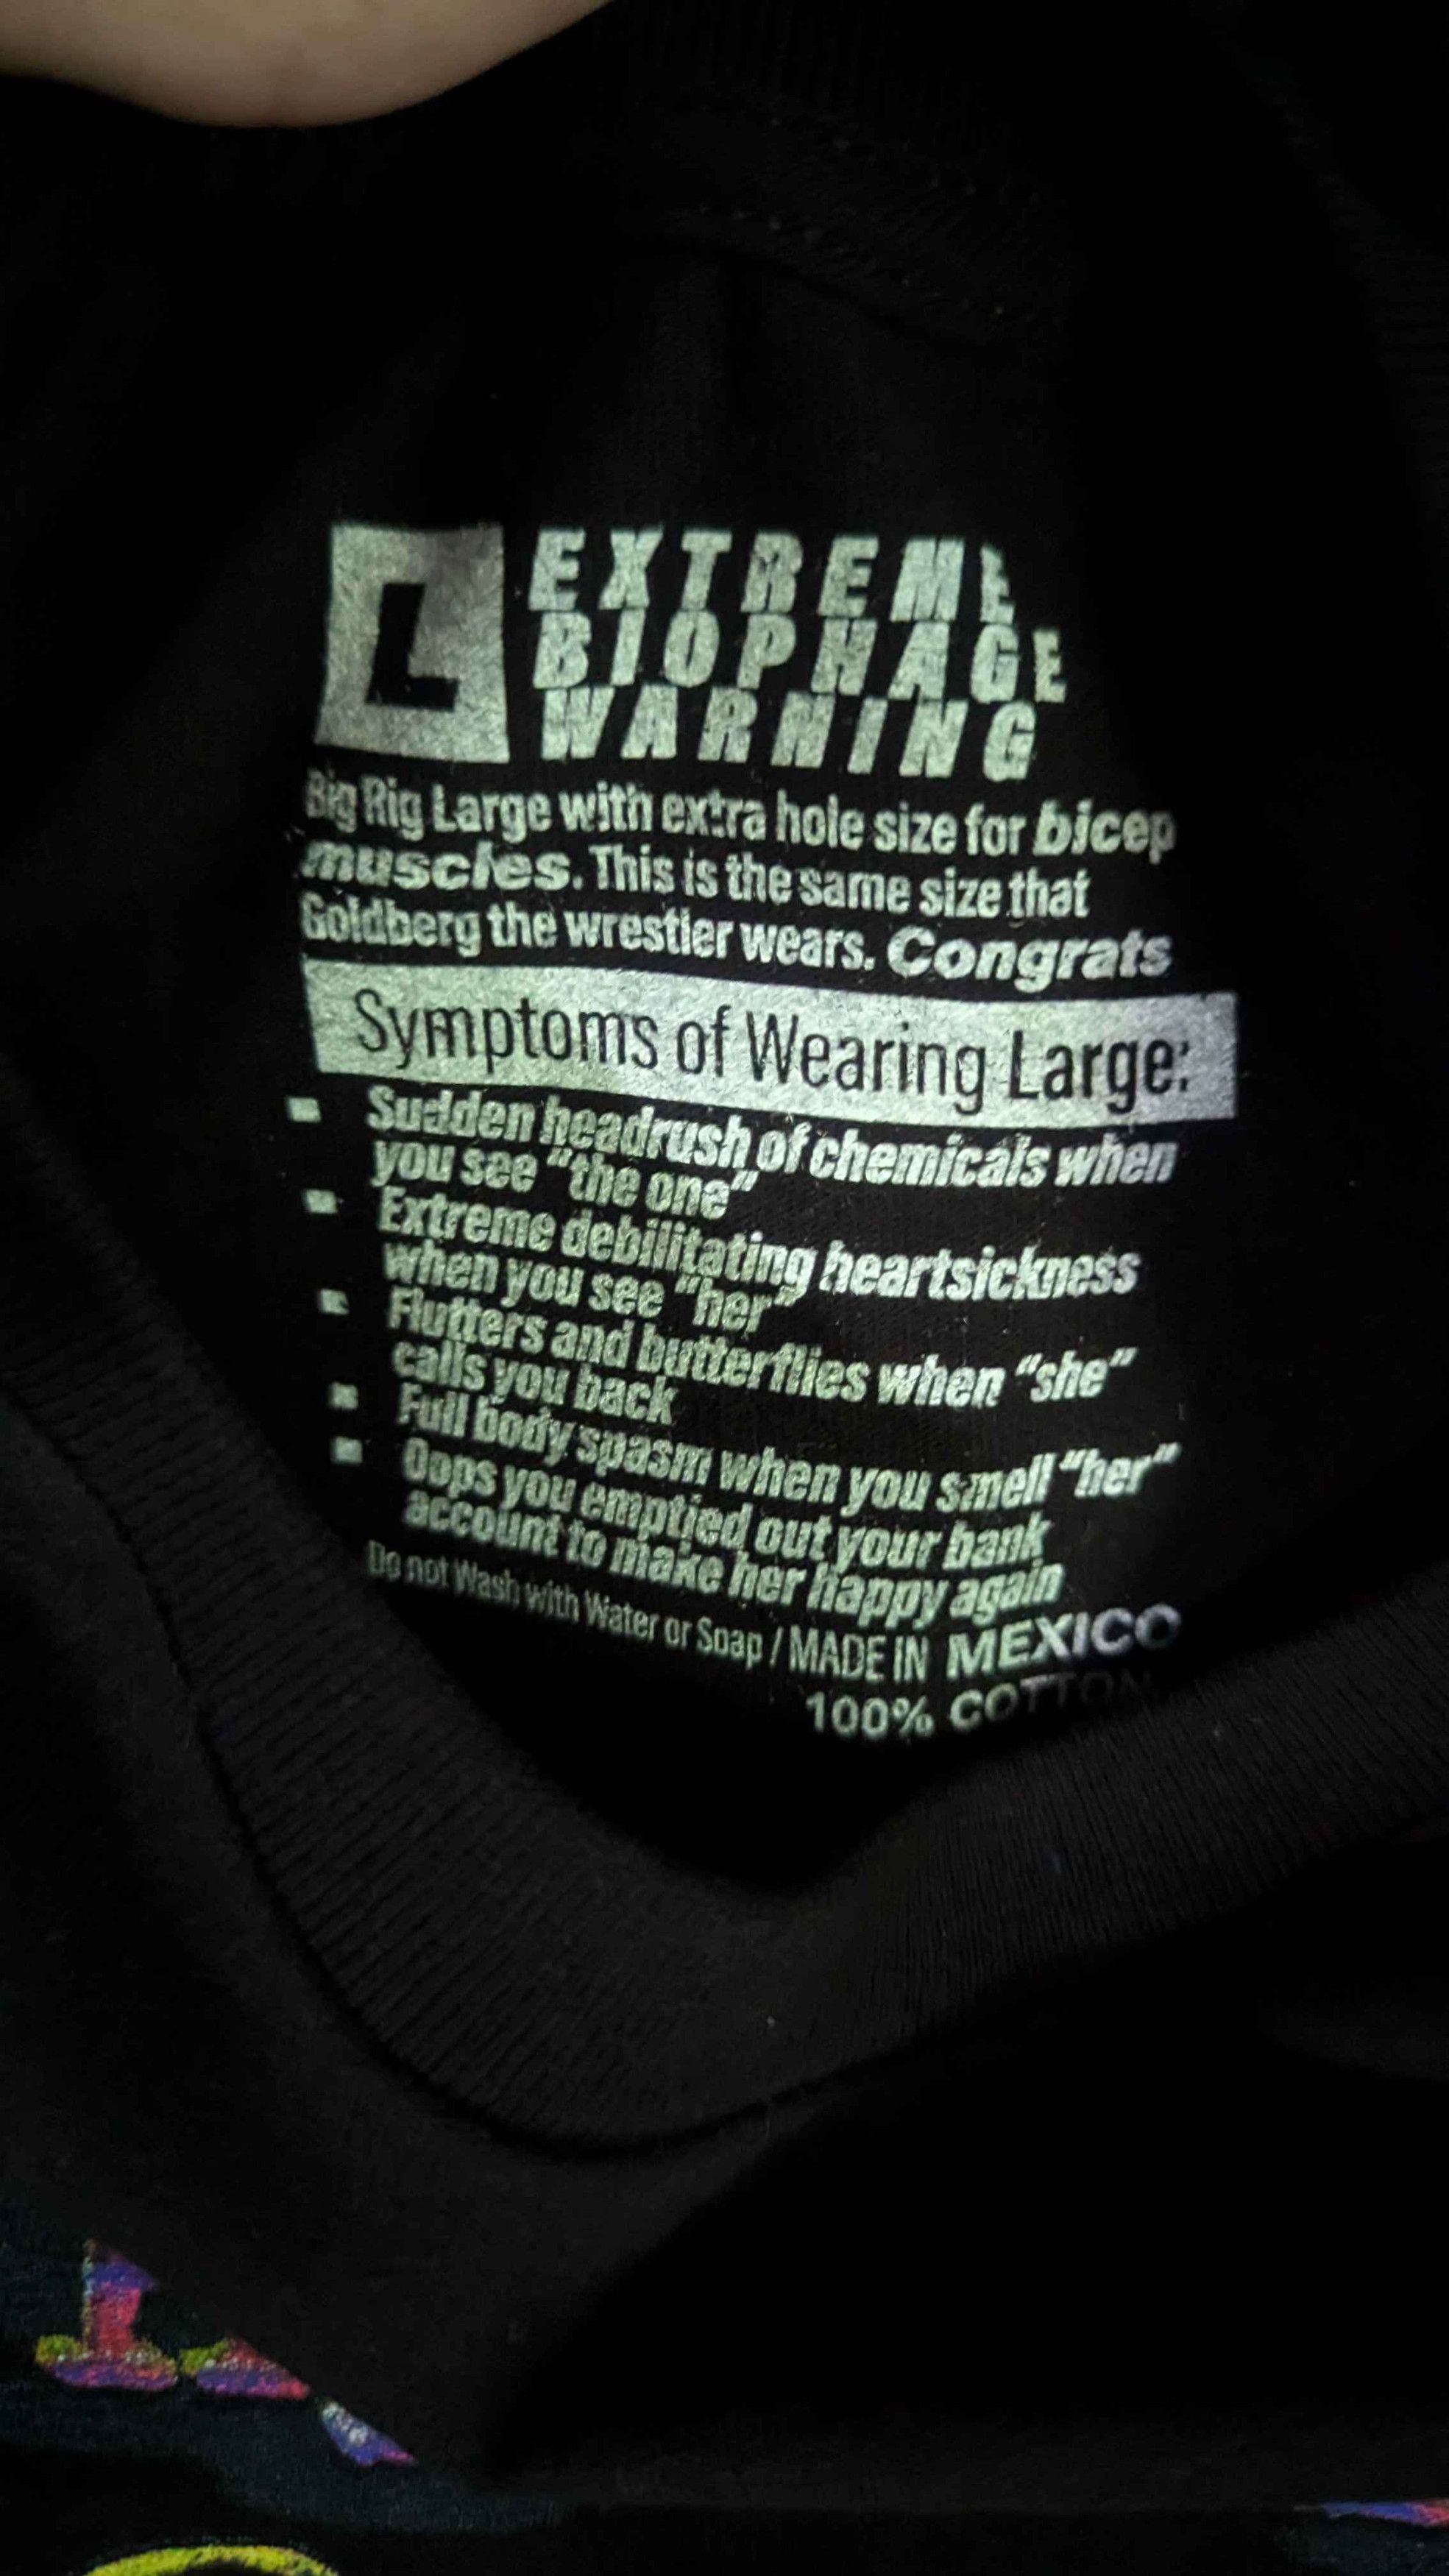 L
EXTREME
BIOPHAGE
WARNING
Big Rig Large with extra hole size for bicep
muscles. This is the same size that
Goldberg the wrestler wears. Congrats
Symptoms of Wearing Large:
▪ Sudden headrush of chemicals when
you see "the one"
▪ Extreme debilitating heartsickness
when you see "her"
▪ Flutters and butterflies when "she"
calls you back
▪ Full body spasm when you smell "her"
▪ Oops you emptied out your bank
account to make her happy again
Do not Wash with Water or Soap / MADE IN MEXICO
100% COTTON